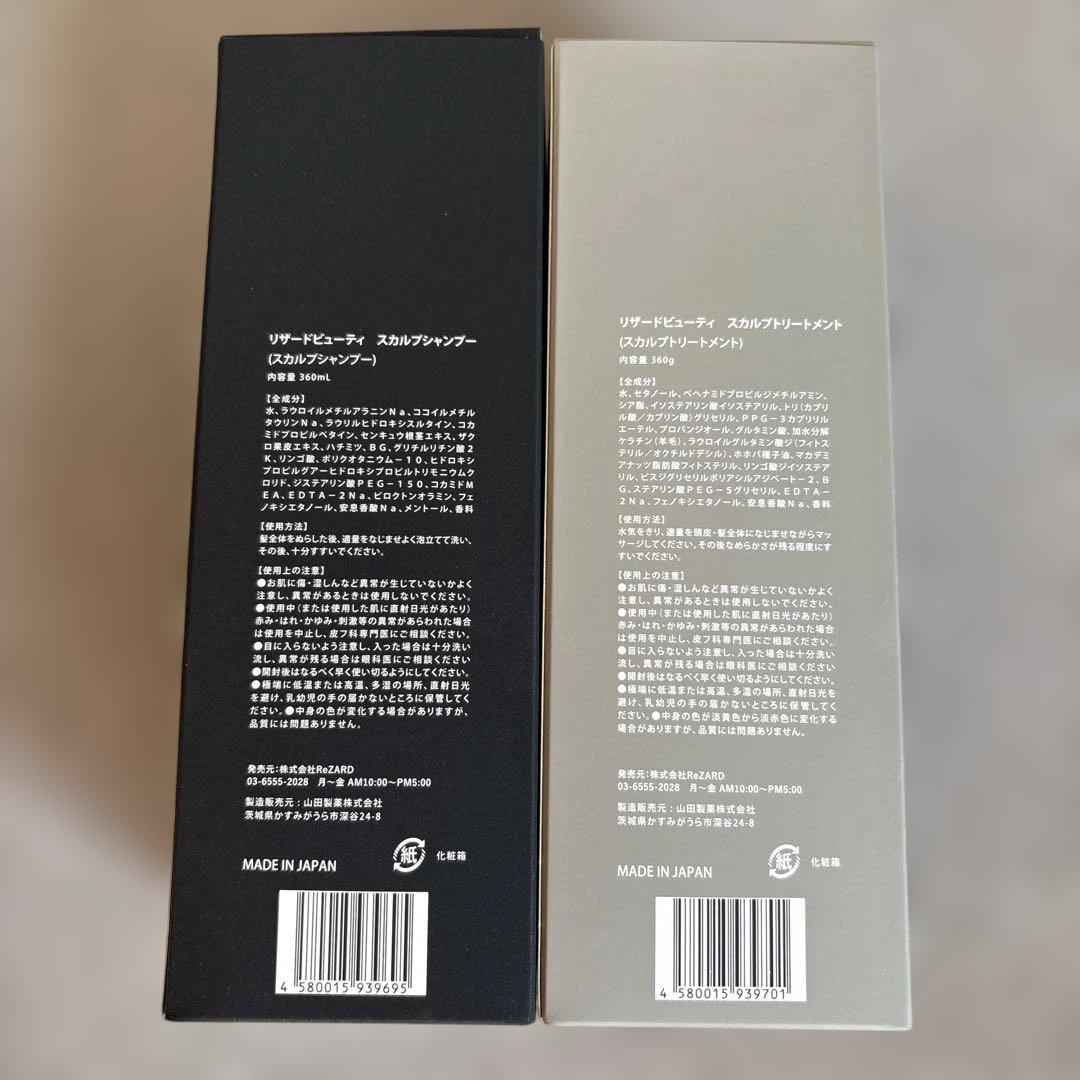 リザードビューティ　スカルプシャンプー
(スカルプシャンプー)
内容量 360mL
【全成分】
水、ラウロイルメチルアラニンＮａ、ココイルメチル
タウリンＮａ、ラウリルヒドロキシスルタイン、コカ
ミドプロピルベタイン、センキュウ根茎エキス、ザク
ロ果皮エキス、ハチミツ、ＢＧ、グリチルリチン酸２
Ｋ、リンゴ酸、ポリクオタニウム－１０、ヒドロキシ
プロピルグアーヒドロキシプロピルトリモニウムク
ロリド、ジステアリン酸ＰＥＧ－１５０、コカミドＭ
ＥＡ、ＥＤＴＡ－２Ｎａ、ピロクトンオラミン、フェ
ノキシエタノール、安息香酸Ｎａ、メントール、香料
【使用方法】
髪全体をぬらした後、適量をなじませよく泡立てて洗い、
その後、十分すすいでください。
【使用上の注意】
●お肌に傷・湿しんなど異常が生じていないかよく
注意し、異常があるときは使用しないでください。
●使用中（または使用した肌に直射日光があたり）
赤み・はれ・かゆみ・刺激等の異常があらわれた場合
は使用を中止し、皮フ科専門医にご相談ください。
●目に入らないよう注意し、入った場合は十分洗い
流し、異常が残る場合は眼科医にご相談ください
●開封後はなるべく早く使い切るようにしてください。
●極端に低温または高温、多湿の場所、直射日光
を避け、乳幼児の手の届かないところに保管してく
ださい。●中身の色が変化する場合がありますが、
品質には問題ありません。
発売元：株式会社ReZARD
03-6555-2028　月～金 AM10:00～PM5:00
製造販売元：山田製薬株式会社
茨城県かすみがうら市深谷24-8
MADE IN JAPAN
紙
化粧箱
4 580015 939695
リザードビューティ　スカルプトリートメント
(スカルプトリートメント)
内容量 360g
【全成分】
水、セタノール、ベヘナミドプロピルジメチルアミン、
シア脂、イソステアリン酸イソステアリル、トリ（カプリ
ル酸／カプリン酸）グリセリル、ＰＰＧ－３カプリリル
エーテル、プロパンジオール、グルタミン酸、加水分解
ケラチン（羊毛）、ラウロイルグルタミン酸ジ（フィトス
テリル／オクチルドデシル）、ホホバ種子油、マカデミ
アナッツ脂肪酸フィトステリル、リンゴ酸ジイソステア
リル、ビスジグリセリルポリアシルアジペート－２、Ｂ
Ｇ、ステアリン酸ＰＥＧ－５グリセリル、ＥＤＴＡ－
２Ｎａ、フェノキシエタノール、安息香酸Ｎａ、香料
【使用方法】
水気をきり、適量を頭皮・髪全体になじませながらマッ
サージしてください。その後なめらかさが残る程度にす
すいでください。
【使用上の注意】
●お肌に傷・湿しんなど異常が生じていないかよく
注意し、異常があるときは使用しないでください。
●使用中（または使用した肌に直射日光があたり）
赤み・はれ・かゆみ・刺激等の異常があらわれた場合
は使用を中止し、皮フ科専門医にご相談ください。
●目に入らないよう注意し、入った場合は十分洗い
流し、異常が残る場合は眼科医にご相談ください
●開封後はなるべく早く使い切るようにしてください。
●極端に低温または高温、多湿の場所、直射日光
を避け、乳幼児の手の届かないところに保管してく
ださい。●中身の色が淡黄色から淡赤色に変化する
場合がありますが、品質には問題ありません。
発売元：株式会社ReZARD
03-6555-2028　月～金 AM10:00～PM5:00
製造販売元：山田製薬株式会社
茨城県かすみがうら市深谷24-8
MADE IN JAPAN
紙
化粧箱
4 580015 939701